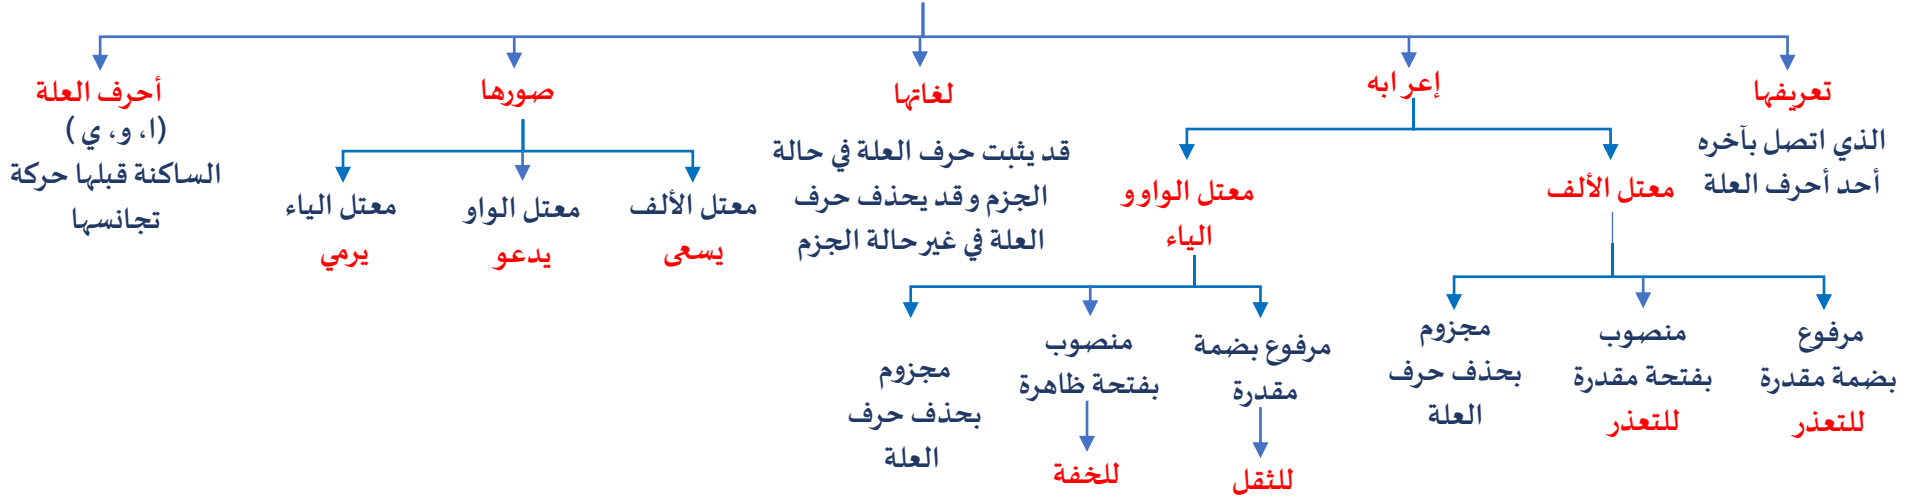 تعريفها
الذي اتصل بآخره
أحد أحرف العلة
إعرابه
معتل الألف
مرفوع
بضمة مقدرة
للتعذر
منصوب
بفتحة مقدرة
للتعذر
مجزوم
بحذف حرف
العلة
معتل الواو و
الياء
مرفوع بضمة
مقدرة
للثقل
منصوب
بفتحة ظاهرة
للخفة
مجزوم
بحذف حرف
العلة
لغاتها
قد يثبت حرف العلة في حالة
الجزم وقد يحذف حرف
العلة في غير حالة الجزم
صورها
معتل الألف
يسعى
معتل الواو
يدعو
معتل الياء
يرمي
أحرف العلة
(ا، و، ي )
الساكنة قبلها حركة
تجانسها